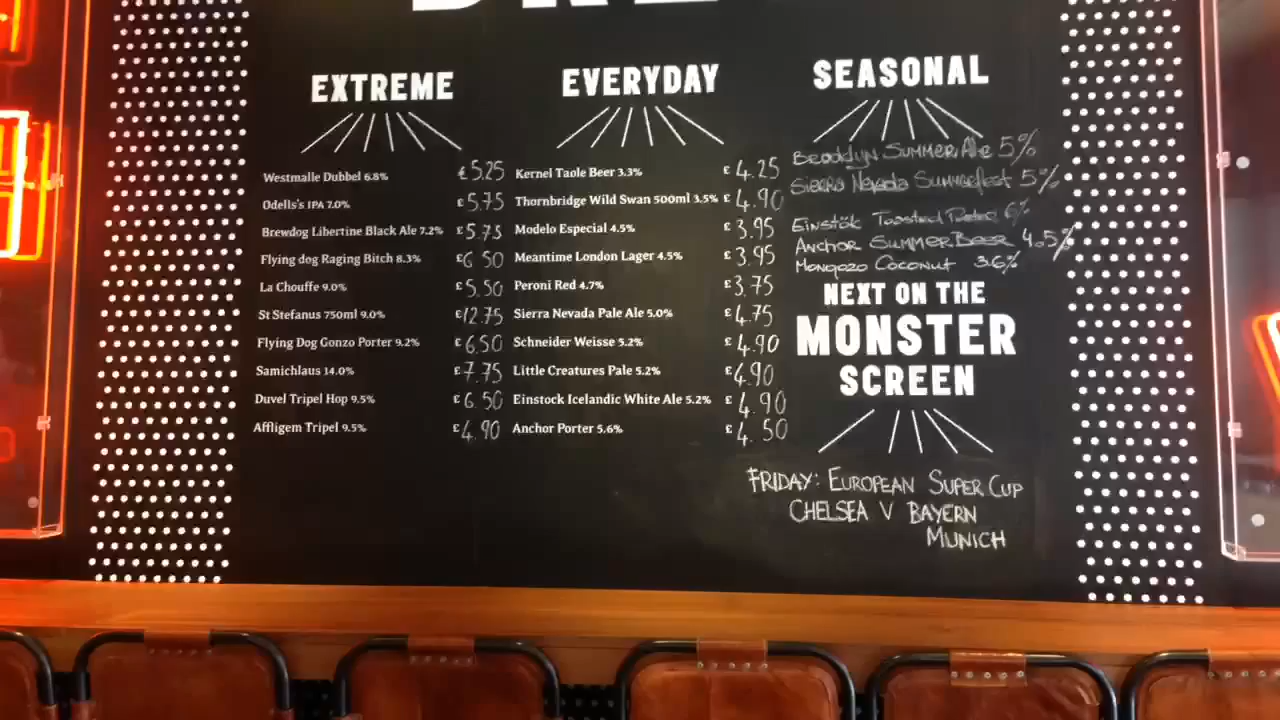 EXTREME
Westmalle Dubbel 6.8% £5.25
Odells's IPA 7.0% £5.75
Brewdog Libertine Black Ale 7.2% £5.75
Flying dog Raging Bitch 8.3% £6.50
La Chouffe 9.0% £5.50
St Stefanus 750ml 9.0% £12.75
Flying Dog Gonzo Porter 9.2% £6.50
Samichlaus 14.0% £7.75
Duvel Tripel Hop 9.5% £6.50
Affligem Tripel 9.5% £4.90
EVERYDAY
Kernel Taole Beer 3.3% £4.25
Thornbridge Wild Swan 500ml 3.5% £4.90
Modelo Especial 4.5% £3.95
Meantime London Lager 4.5% £3.95
Peroni Red 4.7% £3.75
Sierra Nevada Pale Ale 5.0% £4.75
Schneider Weisse 5.2% £4.90
Little Creatures Pale 5.2% £4.90
Einstock Icelandic White Ale 5.2% £4.90
Anchor Porter 5.6% £4.50
SEASONAL
Brooklyn Summer Ale 5%
Sierra Nevada Summerfest 5%
Einstök Toasted 6%
Anchor Summer Beer 4.5%
Mongozo Coconut 3.6%
NEXT ON THE
MONSTER
SCREEN
FRIDAY: EUROPEAN SUPER CUP
CHELSEA V BAYERN
MUNICH